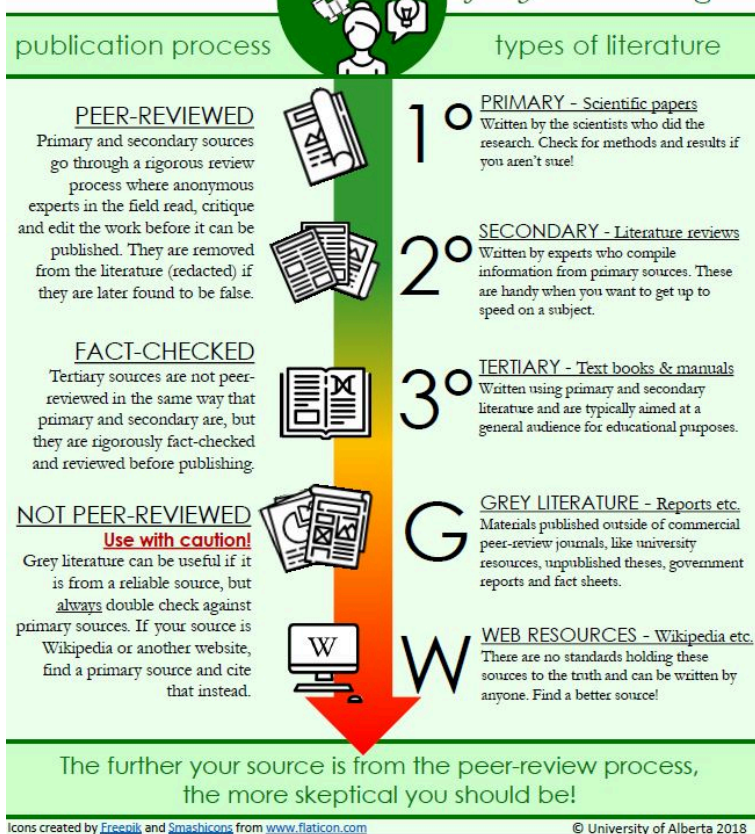 publication process
types of literature
PEER-REVIEWED
Primary and secondary sources
go through a rigorous review
process where anonymous
experts in the field read, critique
and edit the work before it can be
published. They are removed
from the literature (redacted) if
they are later found to be false.
1° PRIMARY - Scientific papers
Written by the scientists who did the
research. Check for methods and results if
you aren't sure!
2° SECONDARY - Literature reviews
Written by experts who compile
information from primary sources. These
are handy when you want to get up to
speed on a subject.
FACT-CHECKED
Tertiary sources are not peer-
reviewed in the same way that
primary and secondary are, but
they are rigorously fact-checked
and reviewed before publishing.
3° TERTIARY - Text books & manuals
Written using primary and secondary
literature and are typically aimed at a
general audience for educational purposes.
NOT PEER-REVIEWED
Use with caution!
Grey literature can be useful if it
is from a reliable source, but
always double check against
primary sources. If your source is
Wikipedia or another website,
find a primary source and cite
that instead.
G GREY LITERATURE - Reports etc.
Materials published outside of commercial
peer-review journals, like university
resources, unpublished theses, government
reports and fact sheets.
W
W WEB RESOURCES - Wikipedia etc.
There are no standards holding these
sources to the truth and can be written by
anyone. Find a better source!
The further your source is from the peer-review process,
the more skeptical you should be!
Icons created by Freepik and Smashicons from www.flaticon.com
© University of Alberta 2018